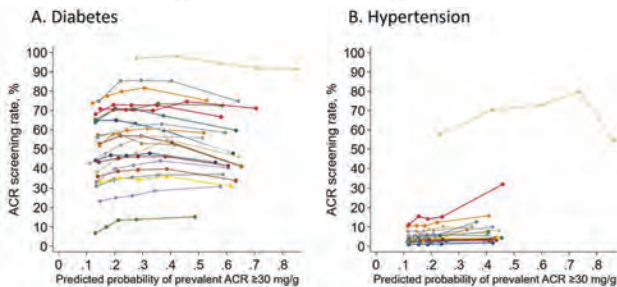 A. Diabetes
ACR screening rate, %
100
90
80
70
60
50
40
30
20
10
0
0 .1 .2 .3 .4 .5 .6 .7 .8
Predicted probability of prevalent ACR ≥30 mg/g
B. Hypertension
ACR screening rate, %
100
90
80
70
60
50
40
30
20
10
0
0 .1 .2 .3 .4 .5 .6 .7 .8
Predicted probability of prevalent ACR ≥30 mg/g